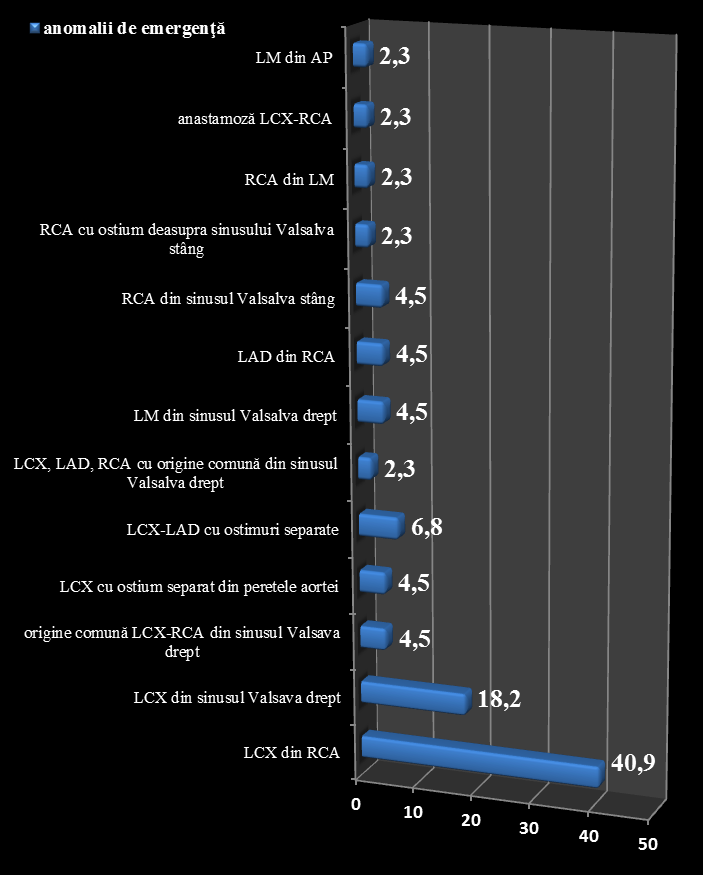 anomalii de emergenţă
LM din AP
2,3
anastamoză LCX-RCA
2,3
RCA din LM
2,3
RCA cu ostium deasupra sinusului Valsalva
stâng
2,3
RCA din sinusul Valsalva stâng
4,5
LAD din RCA
4,5
LM din sinusul Valsalva drept
4,5
LCX, LAD, RCA cu origine comună din sinusul
Valsalva drept
2,3
LCX-LAD cu ostimuri separate
6,8
LCX cu ostium separat din peretele aortei
4,5
origine comună LCX-RCA din sinusul Valsava
drept
4,5
LCX din sinusul Valsava drept
18,2
LCX din RCA
40,9
0
10
20
30
40
50